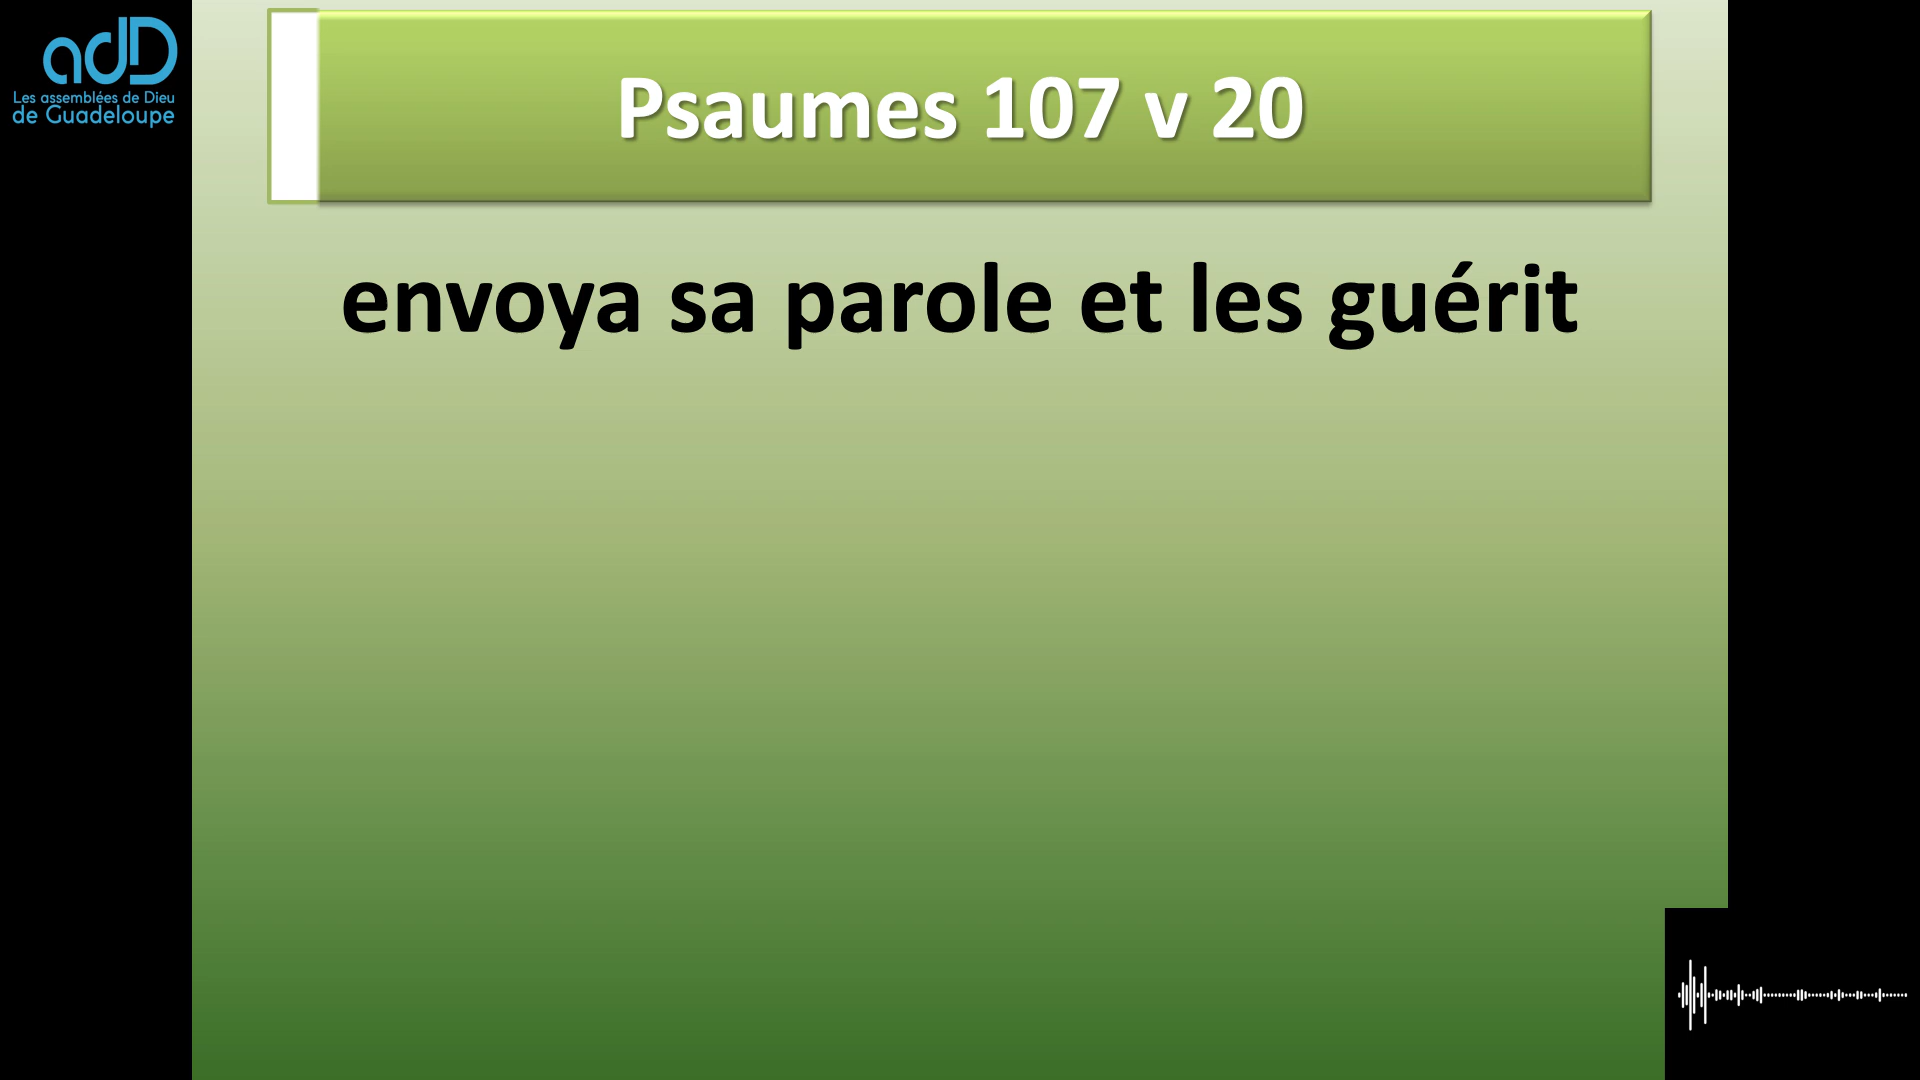 adD
Les assemblées de Dieu
de Guadeloupe
Psaumes 107 v 20
envoya sa parole et les guérit